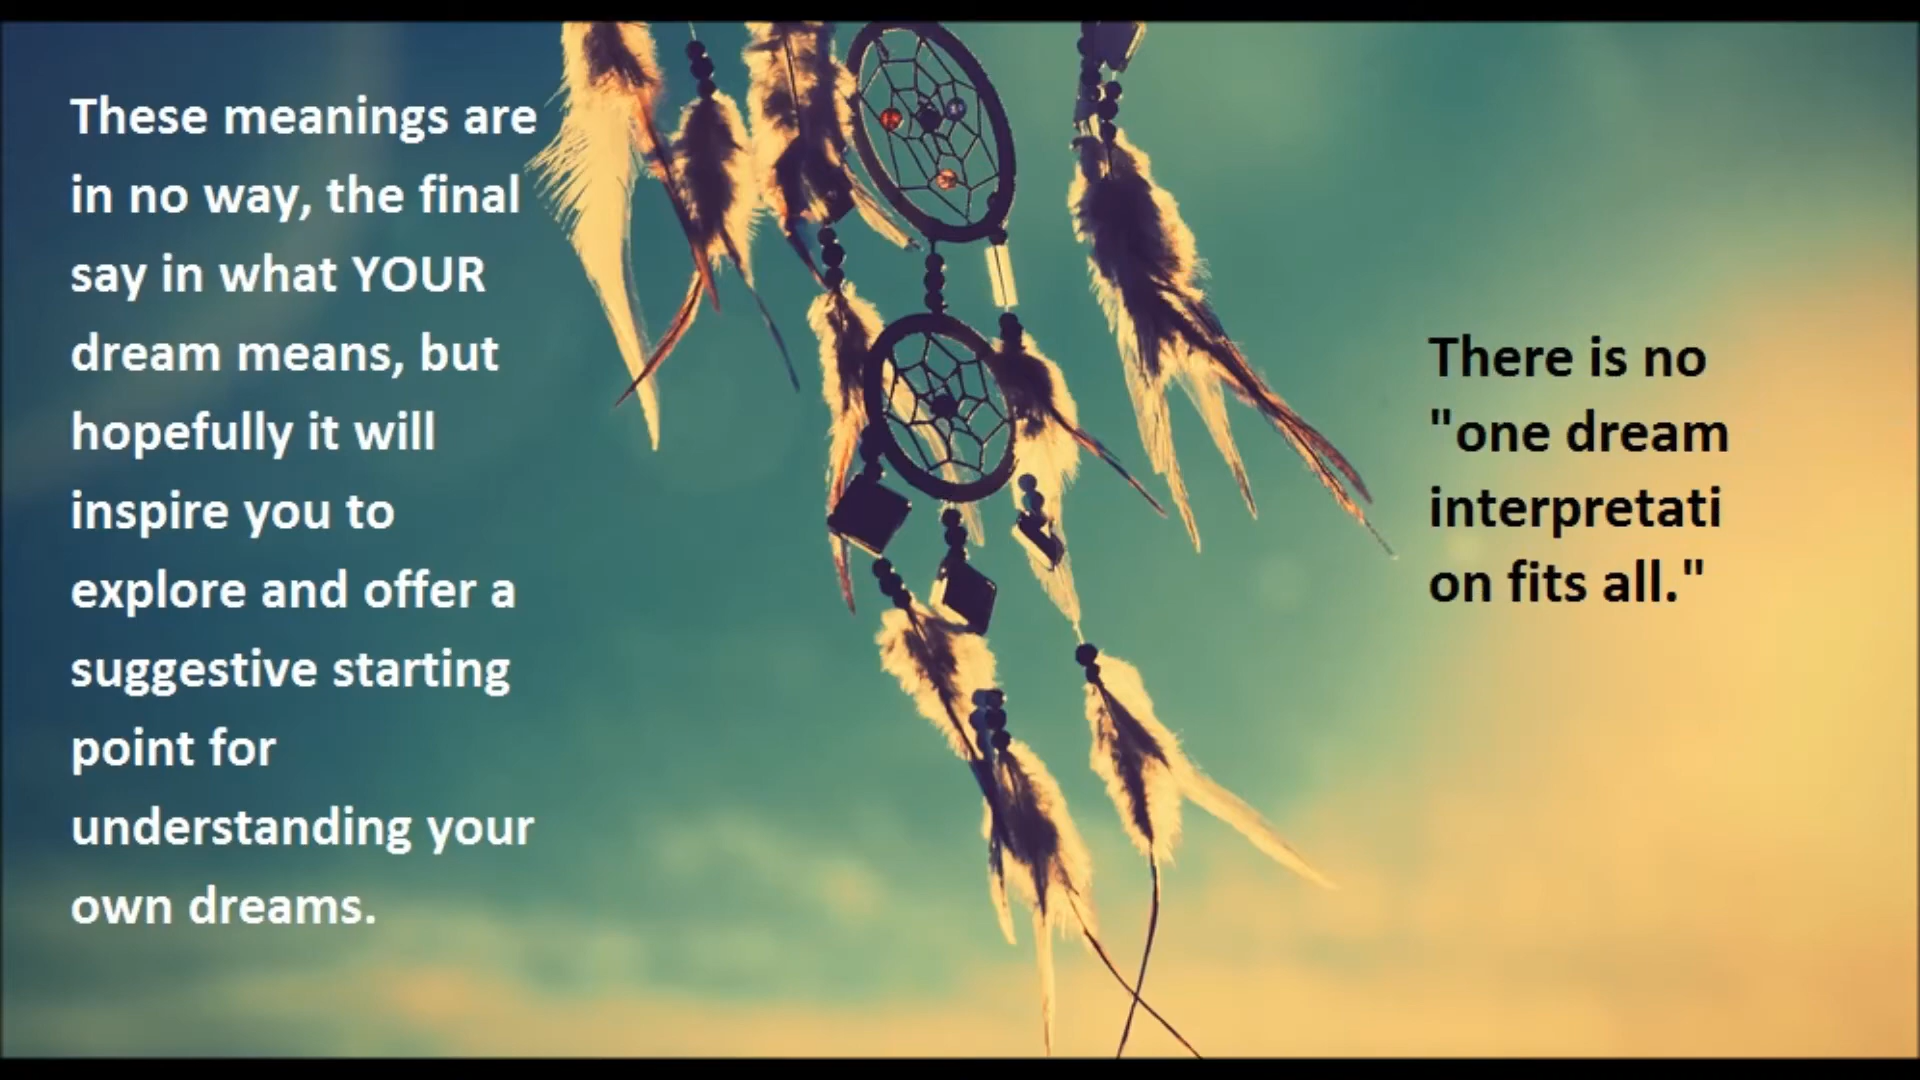 These meanings are
in no way, the final
say in what YOUR
dream means, but
hopefully it will
inspire you to
explore and offer a
suggestive starting
point for
understanding your
own dreams.
There is no
"one dream
interpretati
on fits all."